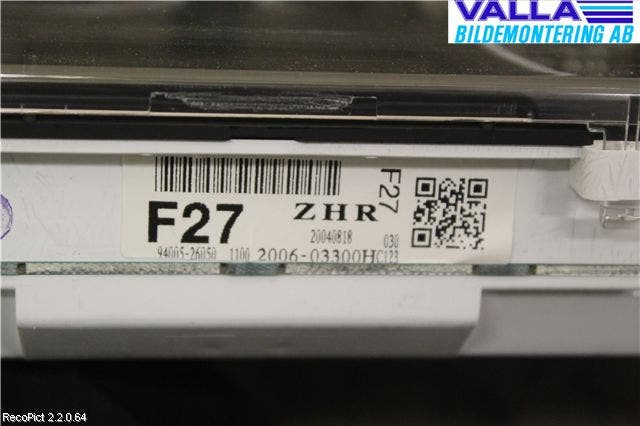 VALLA
BILDEMONTERING AB
F27 ZHR F27
20040818 030
94005-26050 1100 2006-03300HC123
RecoPict 2.2.0.64